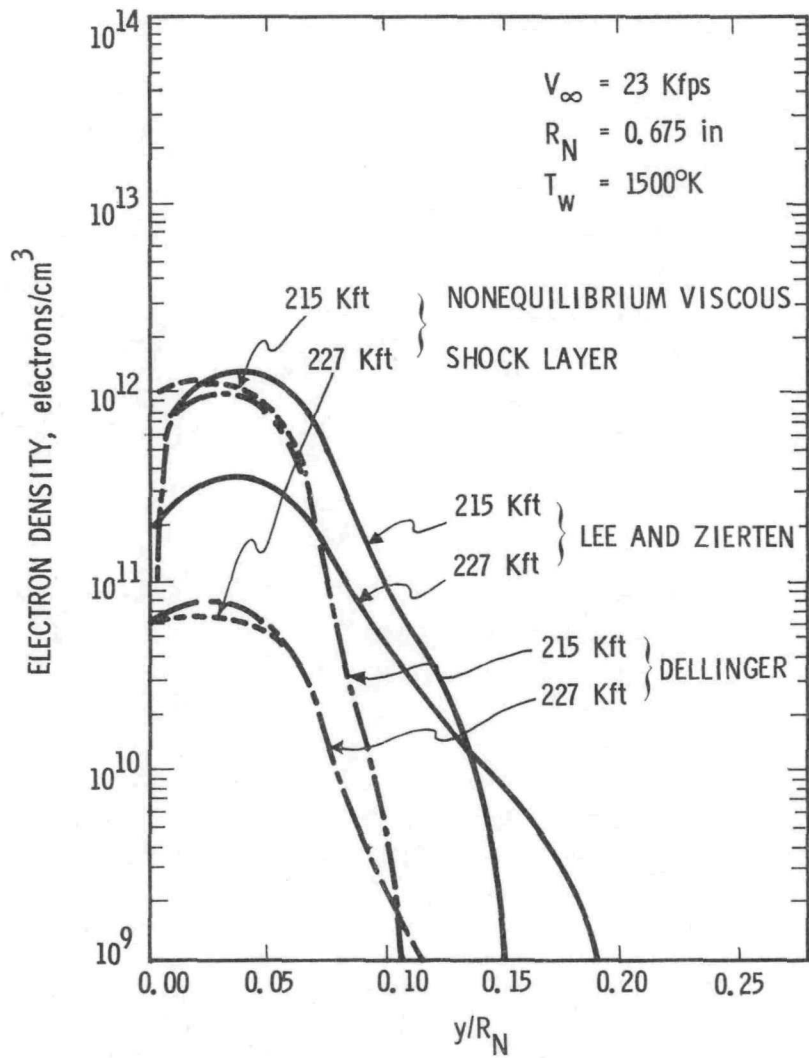 10^14
10^13
10^12
10^11
10^10
10^9
ELECTRON DENSITY, electrons/cm^3
V_∞ = 23 Kfps
R_N = 0.675 in
T_w = 1500°K
215 Kft } NONEQUILIBRIUM VISCOUS
227 Kft SHOCK LAYER
215 Kft
227 Kft } LEE AND ZIERTEN
215 Kft
227 Kft } DELLINGER
0.00 0.05 0.10 0.15 0.20 0.25
y/R_N